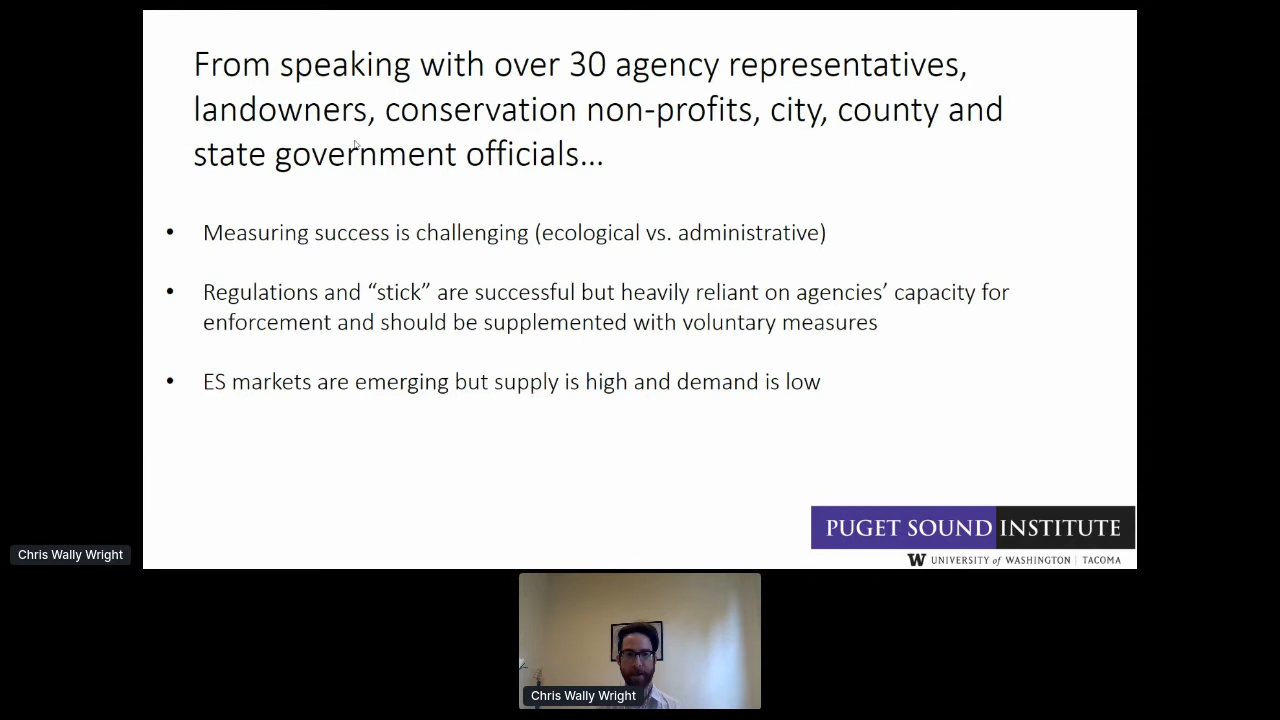 From speaking with over 30 agency representatives,
landowners, conservation non-profits, city, county and
state government officials...
• Measuring success is challenging (ecological vs. administrative)
• Regulations and “stick” are successful but heavily reliant on agencies’ capacity for
enforcement and should be supplemented with voluntary measures
• ES markets are emerging but supply is high and demand is low
PUGET SOUND INSTITUTE
W UNIVERSITY of WASHINGTON | TACOMA
Chris Wally Wright
Chris Wally Wright